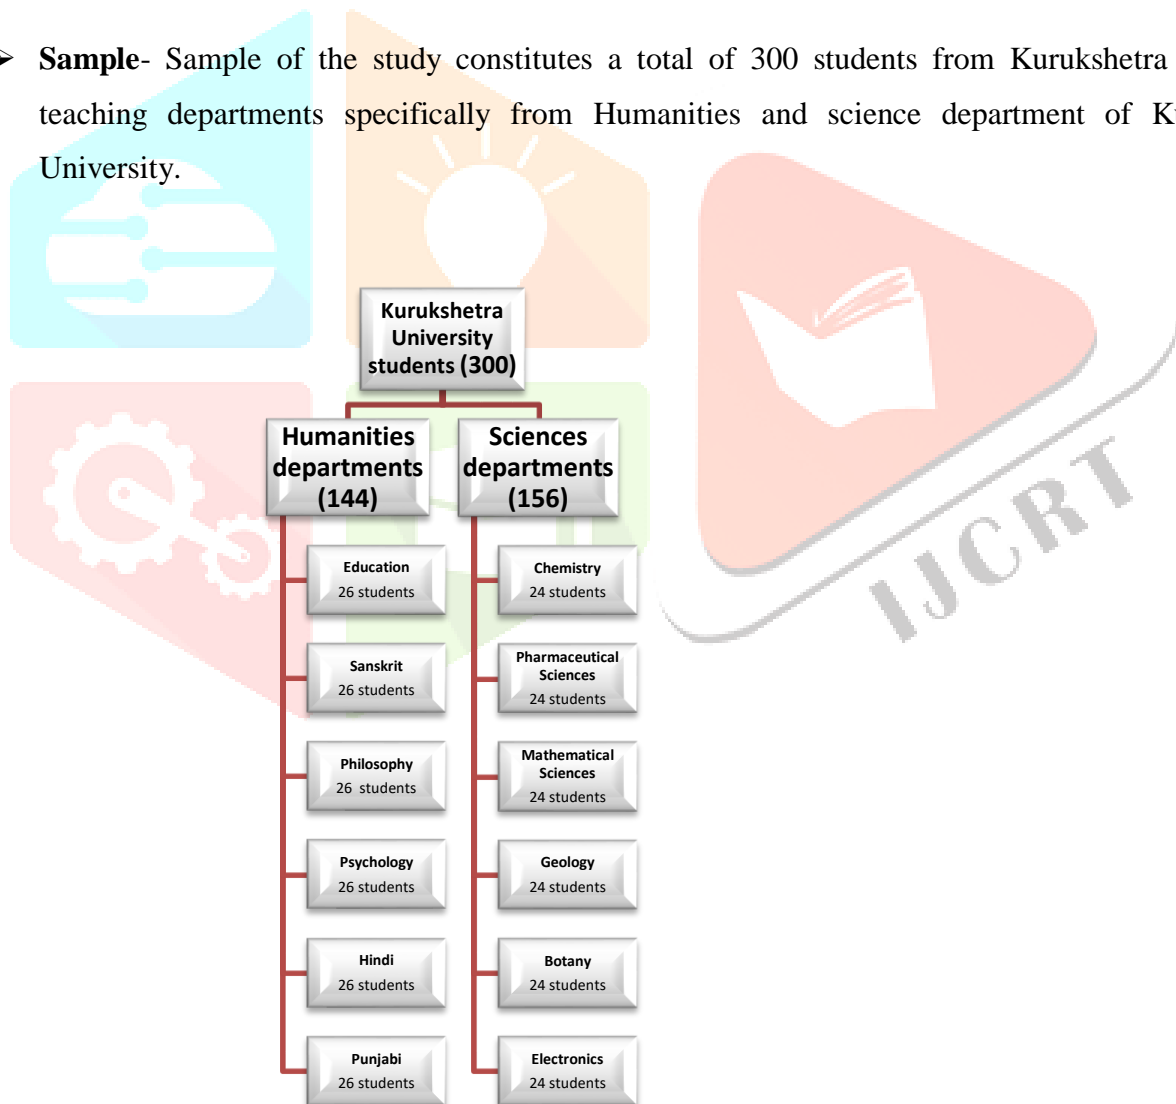 ➢ Sample- Sample of the study constitutes a total of 300 students from Kurukshetra
teaching departments specifically from Humanities and science department of K
University.
Kurukshetra
University
students (300)
Humanities
departments
(144)
Sciences
departments
(156)
Education
26 students
Chemistry
24 students
Sanskrit
26 students
Pharmaceutical
Sciences
24 students
Philosophy
26 students
Mathematical
Sciences
24 students
Psychology
26 students
Geology
24 students
Hindi
26 students
Botany
24 students
Punjabi
26 students
Electronics
24 students
IJCRT